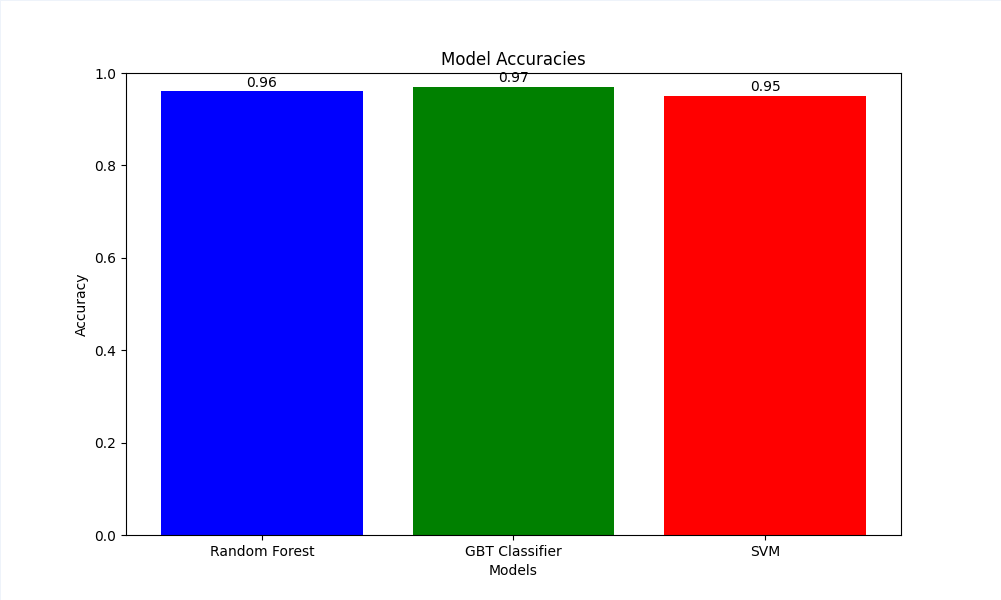 Model Accuracies
1.0
0.96
0.97
0.95
0.8
0.6
0.4
0.2
0.0
Accuracy
Random Forest
GBT Classifier
SVM
Models